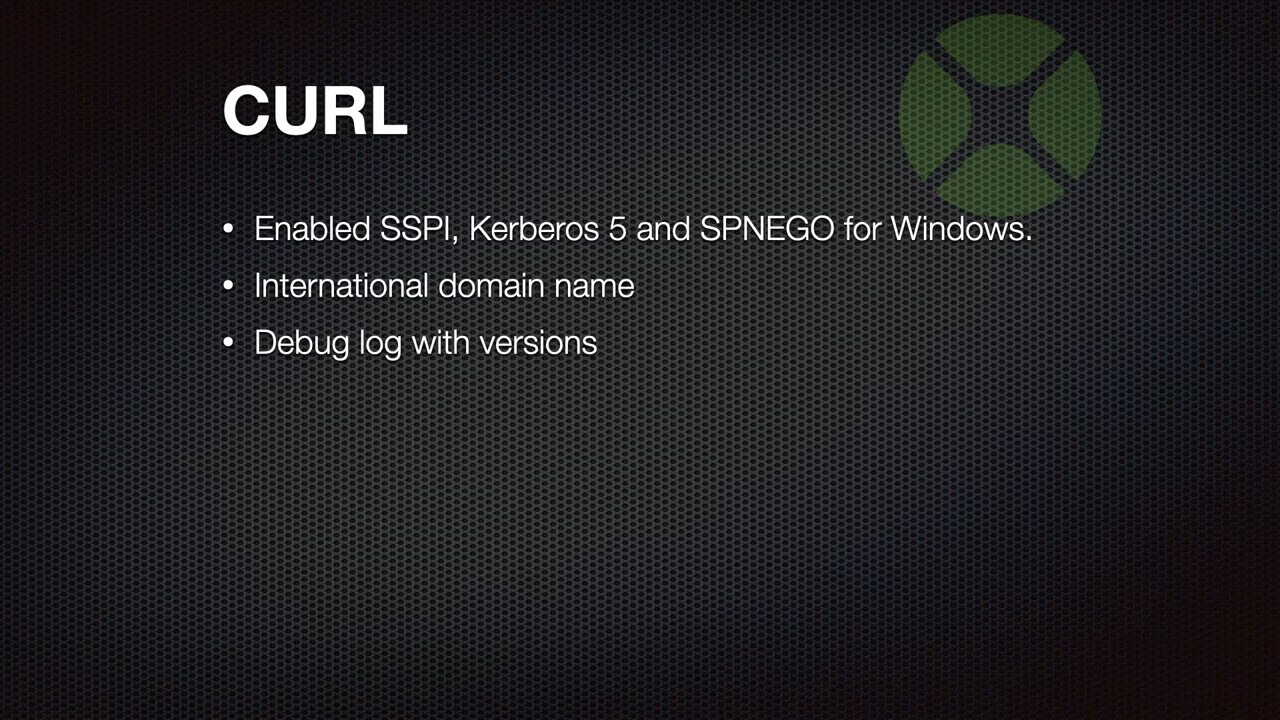 CURL
• Enabled SSPI, Kerberos 5 and SPNEGO for Windows.
• International domain name
• Debug log with versions